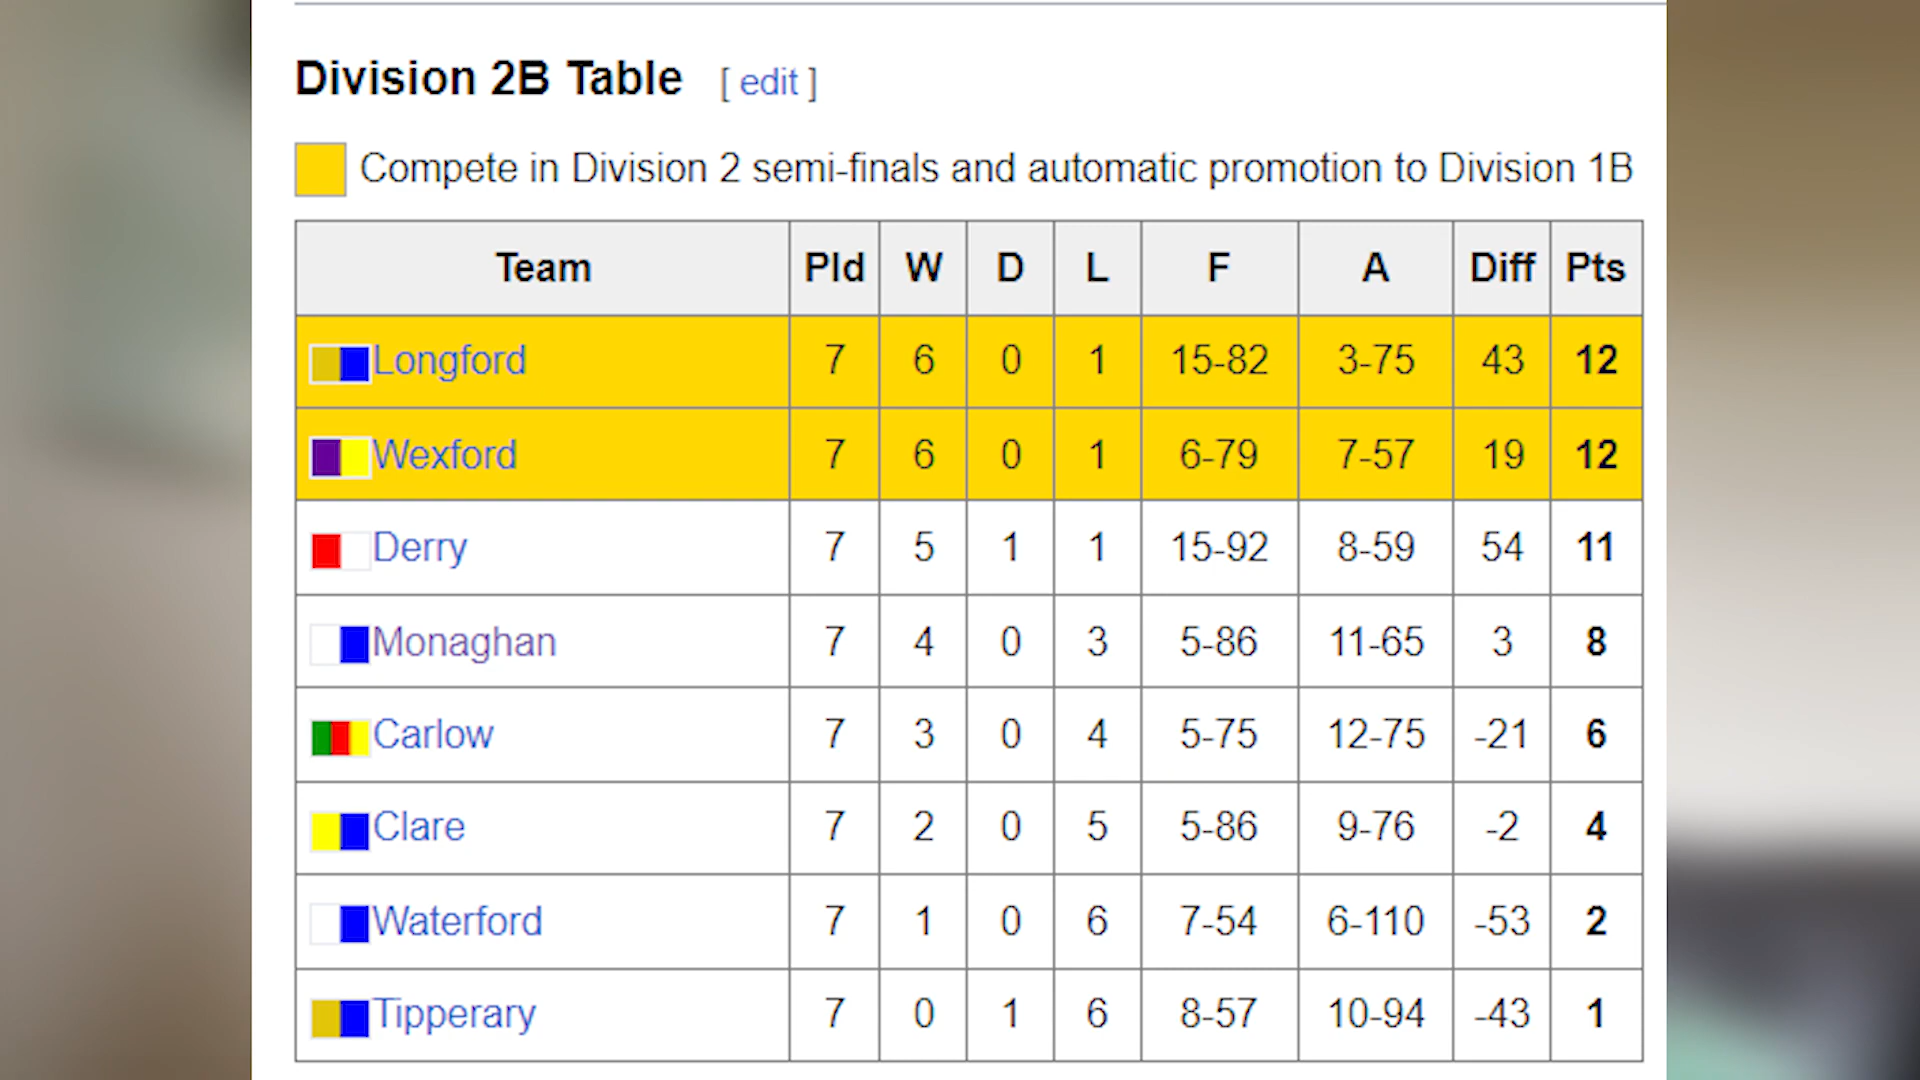 Division 2B Table [ edit ]
Compete in Division 2 semi-finals and automatic promotion to Division 1B
Team Pld W D L F A Diff Pts
Longford 7 6 0 1 15-82 3-75 43 12
Wexford 7 6 0 1 6-79 7-57 19 12
Derry 7 5 1 1 15-92 8-59 54 11
Monaghan 7 4 0 3 5-86 11-65 3 8
Carlow 7 3 0 4 5-75 12-75 -21 6
Clare 7 2 0 5 5-86 9-76 -2 4
Waterford 7 1 0 6 7-54 6-110 -53 2
Tipperary 7 0 1 6 8-57 10-94 -43 1